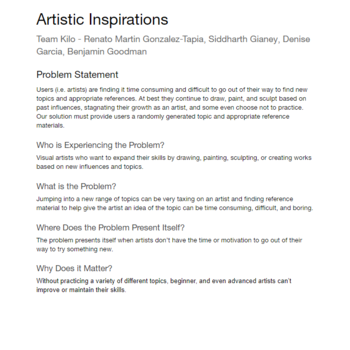 Artistic Inspirations
Team Kilo - Renato Martin Gonzalez-Tapia, Siddharth Gianey, Denise
Garcia, Benjamin Goodman
Problem Statement
Users (i.e. artists) are finding it time consuming and difficult to go out of their way to find new
topics and appropriate references. At best they continue to draw, paint, and sculpt based on
past influences, stagnating their growth as an artist, and some even choose not to practice.
Our solution must provide users a randomly generated topic and appropriate reference
materials.
Who is Experiencing the Problem?
Visual artists who want to expand their skills by drawing, painting, sculpting, or creating works
based on new influences and topics.
What is the Problem?
Jumping into a new range of topics can be very taxing on an artist and finding reference
material to help give the artist an idea of the topic can be time consuming, difficult, and boring.
Where Does the Problem Present Itself?
The problem presents itself when artists don't have the time or motivation to go out of their
way to try something new.
Why Does it Matter?
Without practicing a variety of different topics, beginner, and even advanced artists can't
improve or maintain their skills.